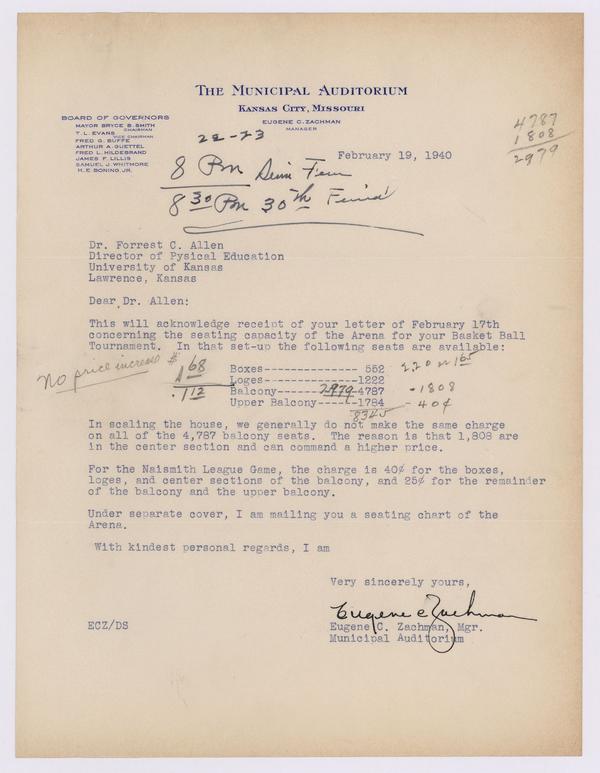 THE MUNICIPAL AUDITORIUM
KANSAS CITY, MISSOURI
EUGENE C. ZACHMAN
MANAGER
BOARD OF GOVERNORS
MAYOR BRYCE B. SMITH
CHAIRMAN
T. L. EVANS
VICE CHAIRMAN
FRED G. BUFFE
ARTHUR A. GUETTEL
FRED L. HILDEBRAND
JAMES F. LILLIS
SAMUEL J. WHITMORE
H. E. BONING, JR.
4787
1808
2979
22-23
February 19, 1940
8 Pm
8 30 Pm 30th
Dr. Forrest C. Allen
Director of Pysical Education
University of Kansas
Lawrence, Kansas
Dear Dr. Allen:
This will acknowledge receipt of your letter of February 17th
concerning the seating capacity of the Arena for your Basket Ball
Tournament. In that set-up the following seats are available:
No price increase $
1.68
.112
Boxes--------------- 552
Loges---------------1222
Balcony------- 2979 -4787
Upper Balcony-------1784
8345
220 1.65
-1808
- 40¢
In scaling the house, we generally do not make the same charge
on all of the 4,787 balcony seats. The reason is that 1,808 are
in the center section and can command a higher price.
For the Naismith League Game, the charge is 40¢ for the boxes,
loges, and center sections of the balcony, and 25¢ for the remainder
of the balcony and the upper balcony.
Under separate cover, I am mailing you a seating chart of the
Arena.
With kindest personal regards, I am
Very sincerely yours,
Eugene C Zachman
ECZ/DS
Eugene C. Zachman, Mgr.
Municipal Auditorium